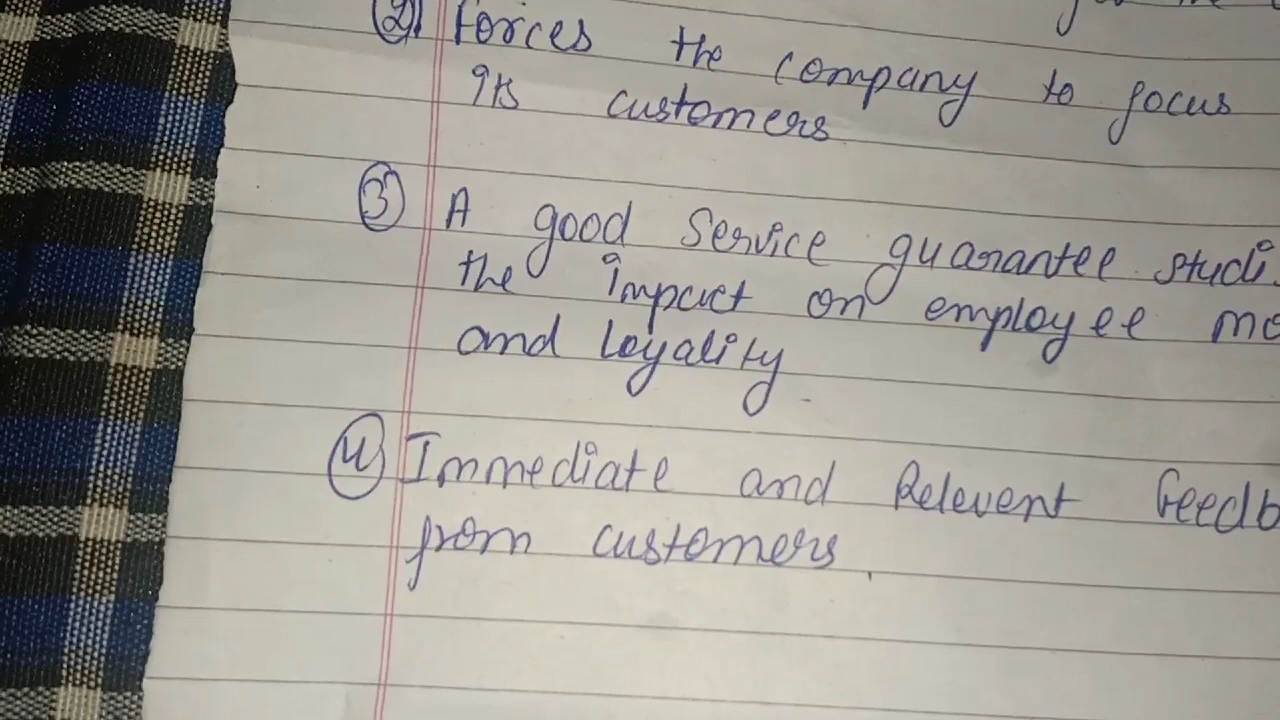 (2) Forces the company to focus
its customers
(3) A good Service guarantee
the impact on employee
and loyality
(4) Immediate and Relevent
from customers.